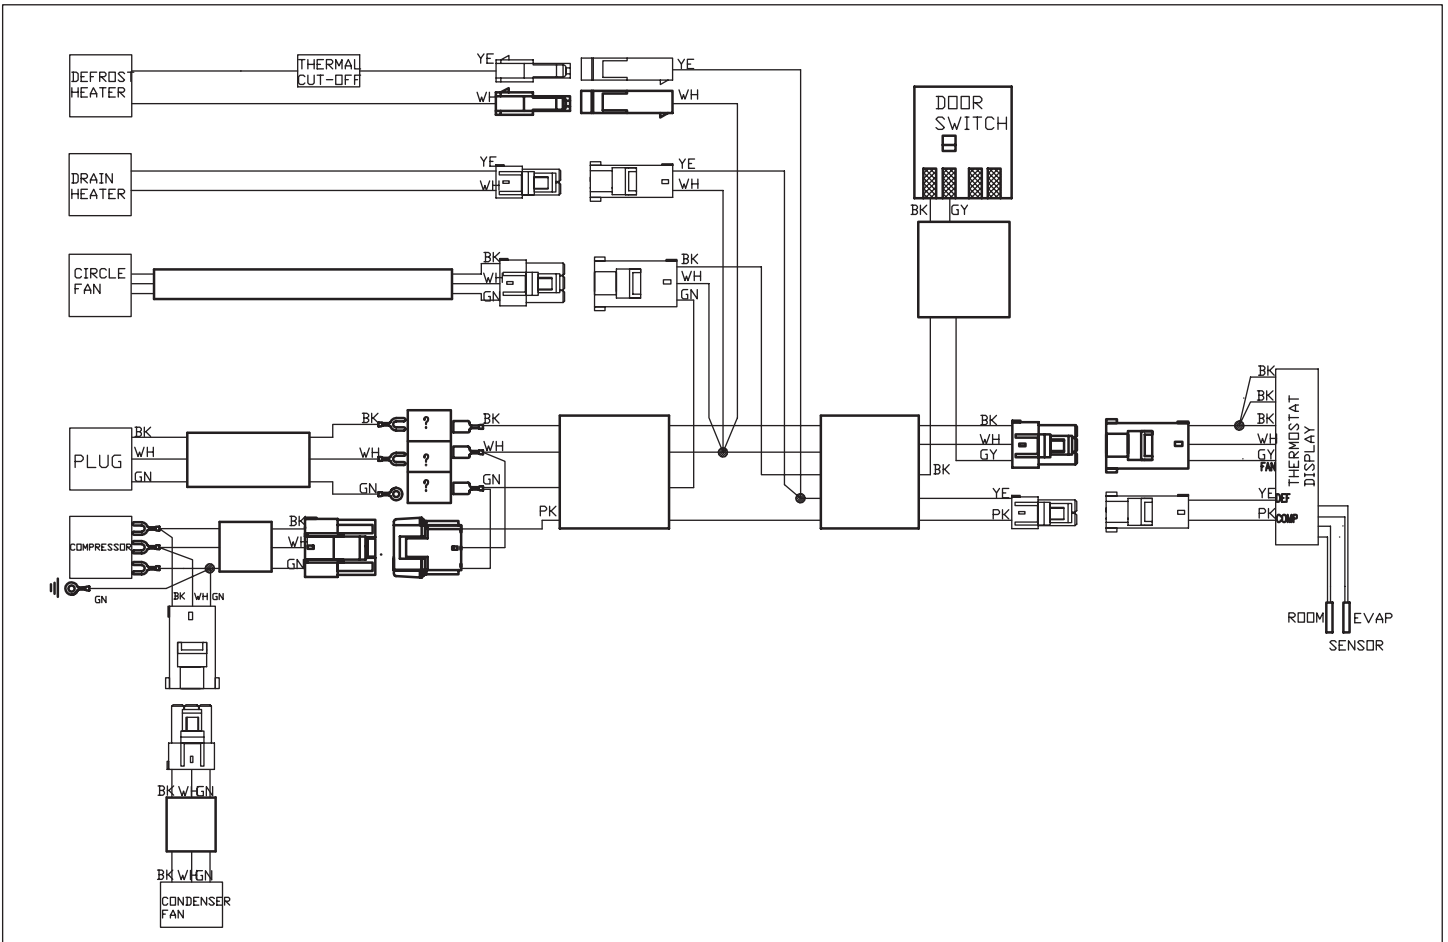 DEFROST
HEATER
THERMAL
CUT-OFF
YE
YE
WH
WH
DRAIN
HEATER
YE
WH
YE
WH
CIRCLE
FAN
BK
WH
GN
BK
WH
GN
DOOR
SWITCH
BK
GY
BK
PLUG
BK
WH
GN
BK
WH
GN
?
?
?
BK
WH
GN
PK
BK
WH
GY
YE
PK
BK
BK
BK
WH
GY
FAN
YE
DEF
PK
COMP
THERMOSTAT
DISPLAY
ROOM
EVAP
SENSOR
COMPRESSOR
BK
WH
GN
GN
BK
WH
GN
BK
WH
GN
BK
WH
GN
CONDENSER
FAN